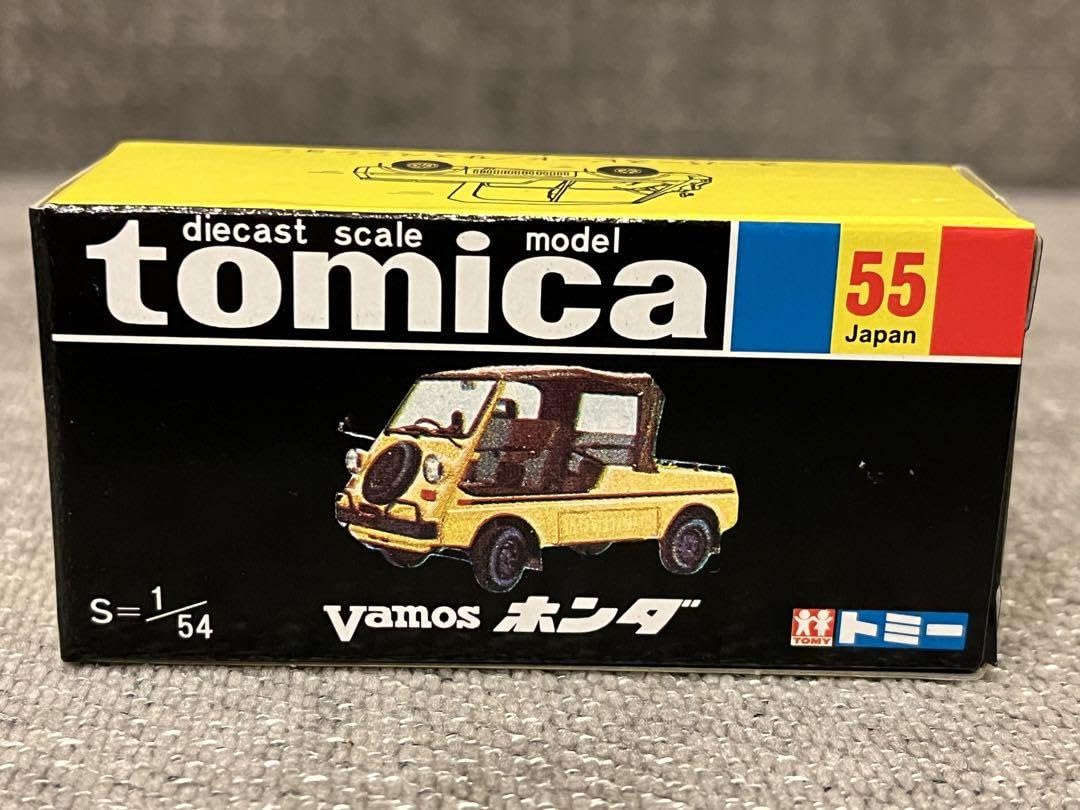 diecast scale model
tomica
55
Japan
S=1/54
Vamos ホンダ
TOMY トミー